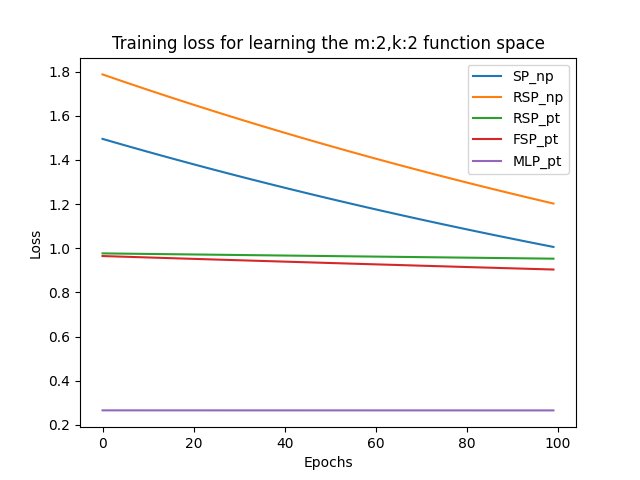 Training loss for learning the m:2,k:2 function space
1.8
1.6
1.4
1.2
1.0
0.8
0.6
0.4
0.2
Loss
SP_np
RSP_np
RSP_pt
FSP_pt
MLP_pt
0 20 40 60 80 100
Epochs